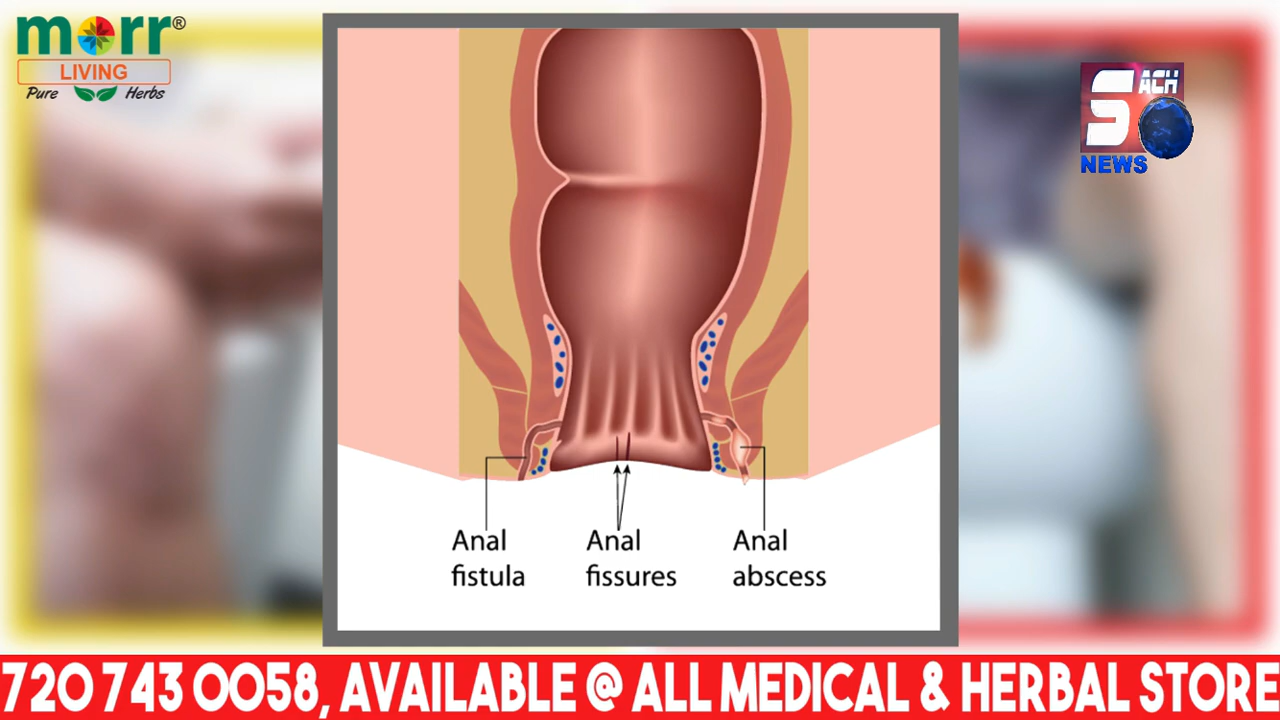 morr®
LIVING
Pure Herbs
SACH
NEWS
Anal
fistula
Anal
fissures
Anal
abscess
720 743 0058, AVAILABLE @ ALL MEDICAL & HERBAL STORE